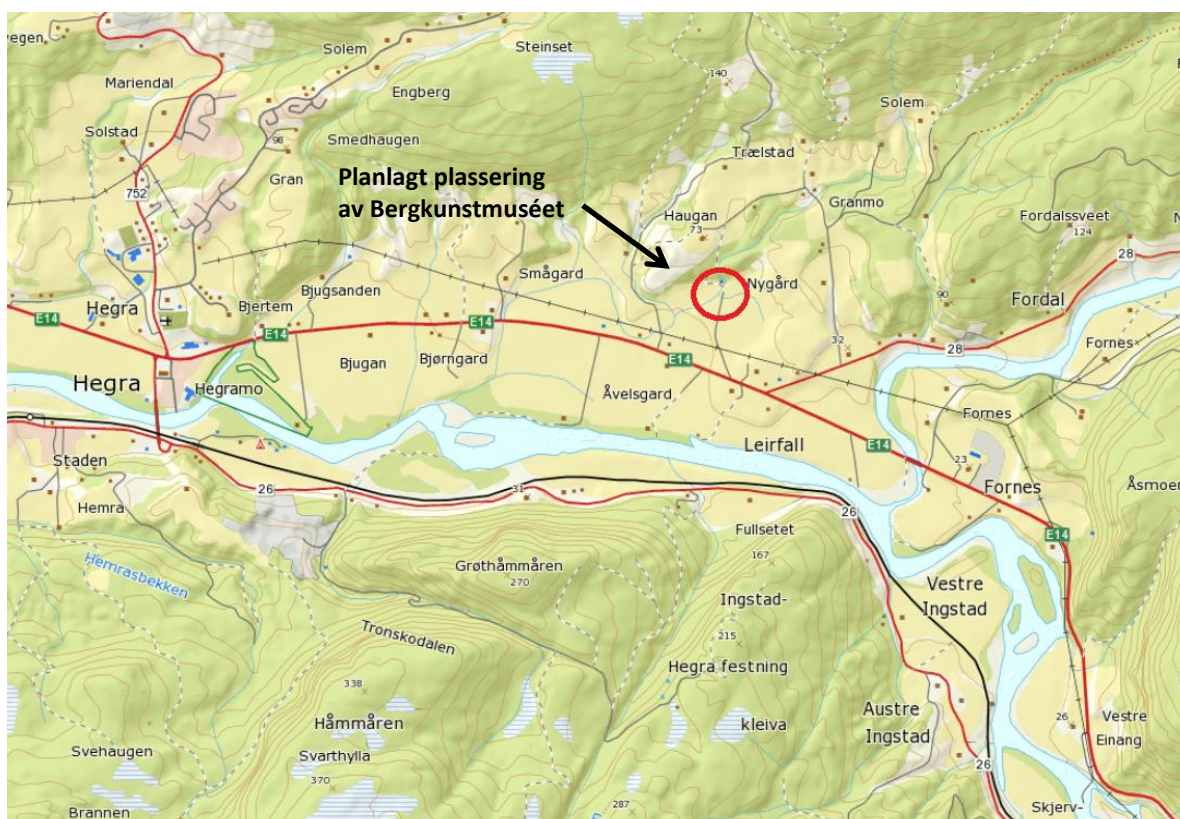 vegen
Solem
Steinset
Mariendal
140
Engberg
Solem
Solstad
98
Smedhaugen
Trælstad
Gran
Planlagt plassering
av Bergkunstmuséet
752
Haugan
73
Granmo
Fordalssveet
124
28
Smågard
Nygård
Bjugsanden
90
Fordal
Hegra
Bjertem
E14
E14
E14
32
28
Fornes
Bjørngard
E14
Bjugan
Hegra
Hegramo
Åvelsgard
Fornes
Leirfall
E14
Staden
23
Fornes
Åsmoen
26
31
Hemra
26
Fullsetet
E14
Hemrasbekken
Grøthåmmåren
270
167
Vestre
Ingstad
Ingstad-
Tronskodalen
215
Hegra festning
338
Håmmåren
kleiva
Austre
Ingstad
26
Vestre
Einang
Svehaugen
Svarthylla
370
26
Brannen
287
Skjerv-